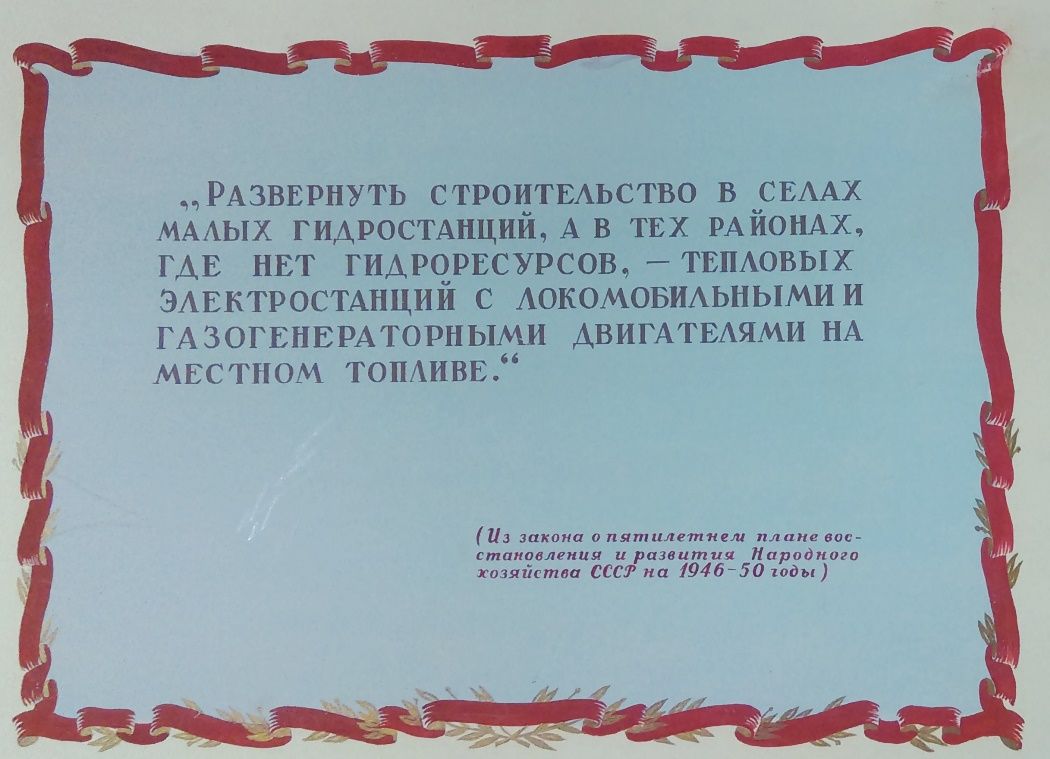 „РАЗВЕРНУТЬ СТРОИТЕЛЬСТВО В СЕЛАХ
МАЛЫХ ГИДРОСТАНЦИЙ, А В ТЕХ РАЙОНАХ,
ГДЕ НЕТ ГИДРОРЕСУРСОВ, — ТЕПЛОВЫХ
ЭЛЕКТРОСТАНЦИЙ С ЛОКОМОБИЛЬНЫМИ И
ГАЗОГЕНЕРАТОРНЫМИ ДВИГАТЕЛЯМИ НА
МЕСТНОМ ТОПЛИВЕ.“
(Из закона о пятилетнем плане вос-
становления и развития Народного
хозяйства СССР на 1946-50 годы)